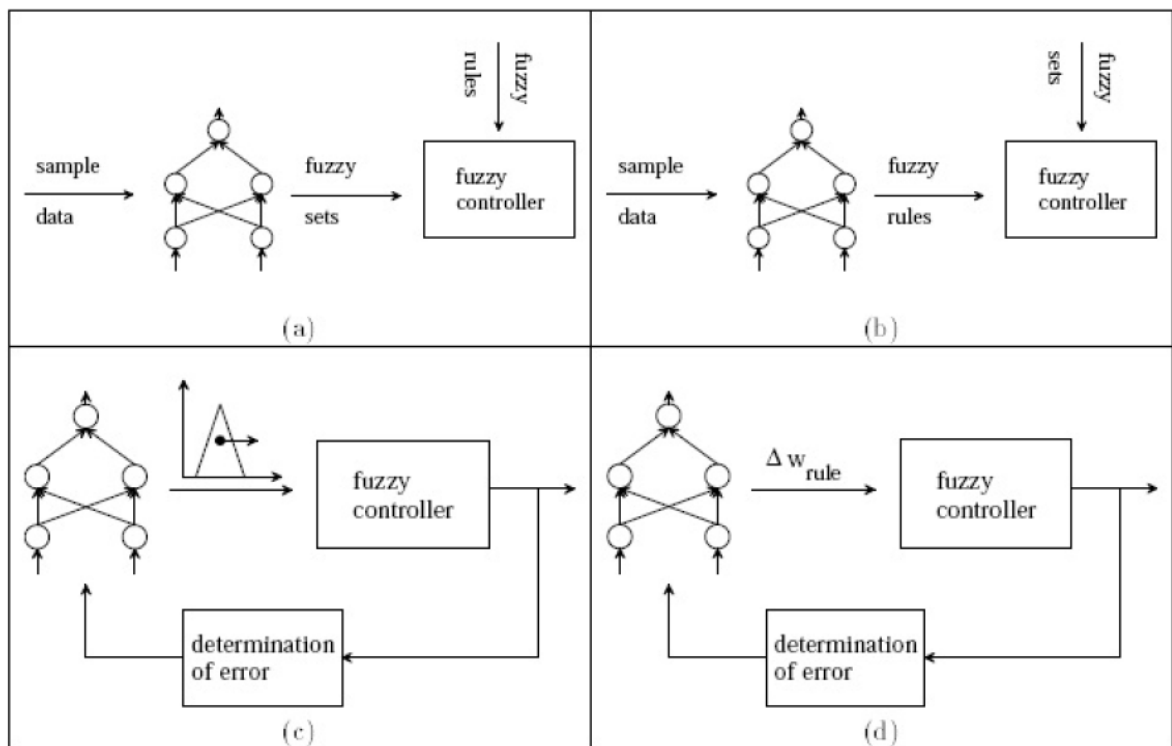 fuzzy
rules
sample
data
fuzzy
sets
fuzzy
controller
(a)
fuzzy
sets
sample
data
fuzzy
rules
fuzzy
controller
(b)
fuzzy
controller
determination
of error
(c)
Δ w_rule
fuzzy
controller
determination
of error
(d)